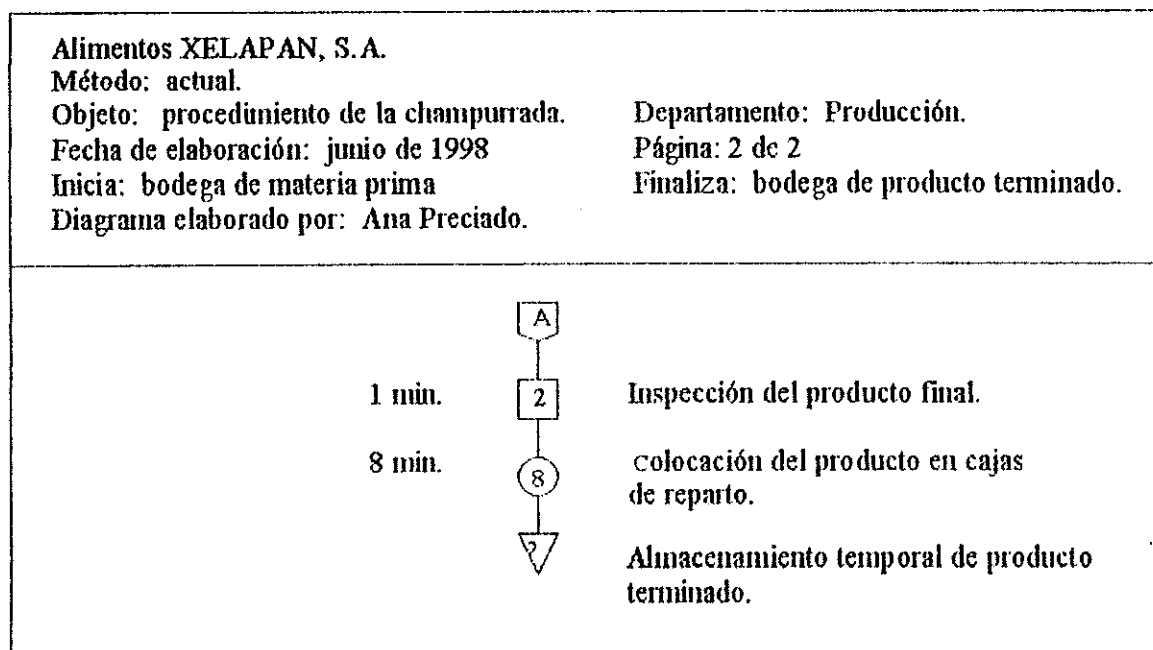 Alimentos XELAPAN, S.A.
Método: actual.
Objeto: procedimiento de la champurrada. Departamento: Producción.
Fecha de elaboración: junio de 1998 Página: 2 de 2
Inicia: bodega de materia prima Finaliza: bodega de producto terminado.
Diagrama elaborado por: Ana Preciado.
A
1 min. 2 Inspección del producto final.
8 min. 8 colocación del producto en cajas
de reparto.
2 Almacenamiento temporal de producto
terminado.